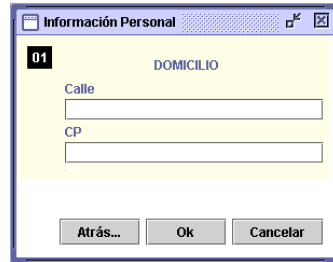 Información Personal
01
DOMICILIO
Calle
CP
Atrás... Ok Cancelar